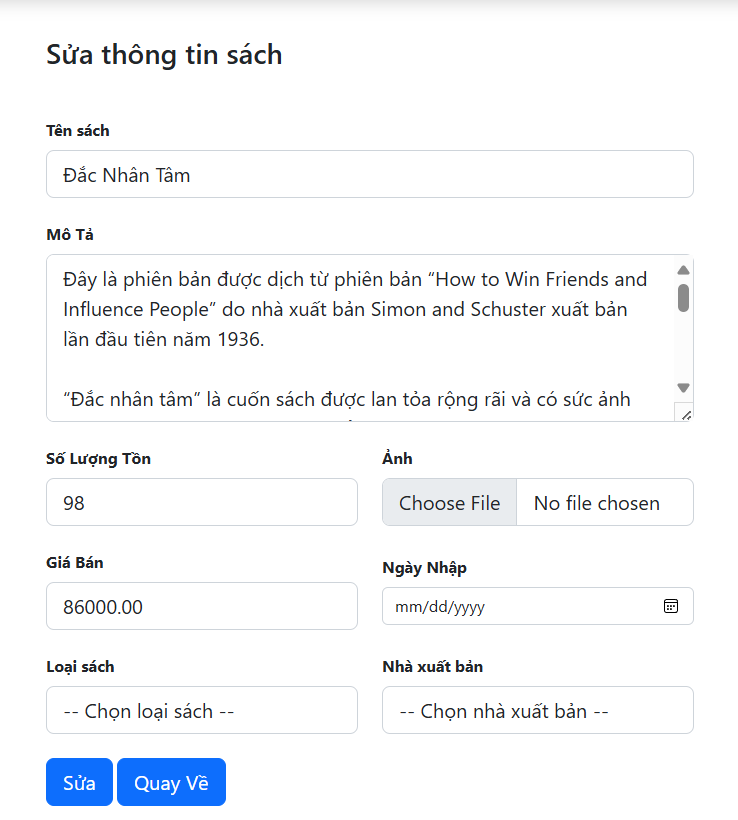 Sửa thông tin sách
Tên sách
Đắc Nhân Tâm
Mô Tả
Đây là phiên bản được dịch từ phiên bản “How to Win Friends and
Influence People” do nhà xuất bản Simon and Schuster xuất bản
lần đầu tiên năm 1936.
“Đắc nhân tâm” là cuốn sách được lan tỏa rộng rãi và có sức ảnh
Số Lượng Tồn
98
Ảnh
Choose File No file chosen
Giá Bán
86000.00
Ngày Nhập
mm/dd/yyyy
Loại sách
-- Chọn loại sách --
Nhà xuất bản
-- Chọn nhà xuất bản --
Sửa Quay Về